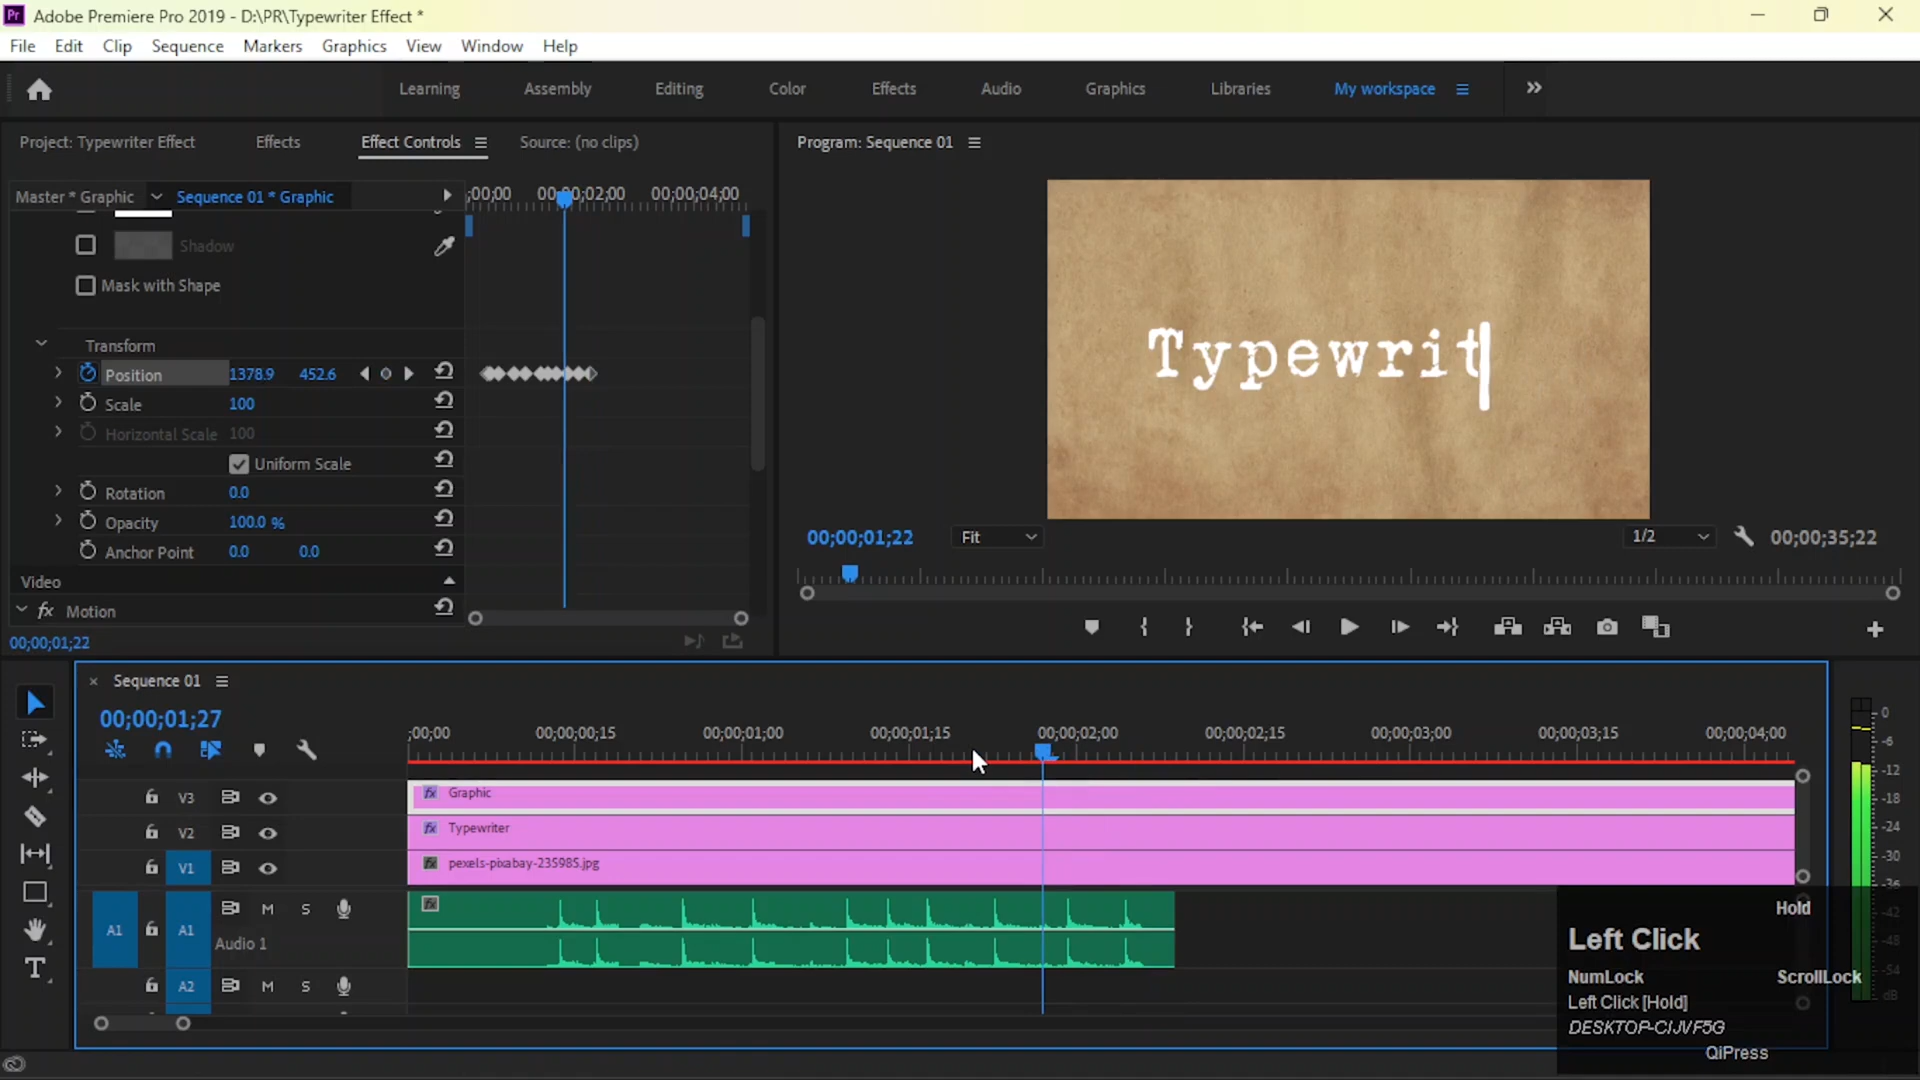 Pr Adobe Premiere Pro 2019 - D:\PR\Typewriter Effect *
File Edit Clip Sequence Markers Graphics View Window Help
Learning Assembly Editing Color Effects Audio Graphics Libraries My workspace
Project: Typewriter Effect Effects Effect Controls Source: (no clips)
Program: Sequence 01
Master * Graphic Sequence 01 * Graphic
;00;00 00;00;02;00 00;00;04;00
Shadow
Mask with Shape
Transform
Position 1378.9 452.6
Scale 100
Horizontal Scale 100
Uniform Scale
Rotation 0.0
Opacity 100.0 %
Anchor Point 0.0 0.0
Video
fx Motion
00;00;01;22
Typewrit
00;00;01;22 Fit 1/2 00;00;35;22
× Sequence 01
00;00;01;27
;00;00 00;00;00;15 00;00;01;00 00;00;01;15 00;00;02;00 00;00;02;15 00;00;03;00 00;00;03;15 00;00;04;00
V3 fx Graphic
V2 fx Typewriter
V1 fx pexels-pixabay-235985.jpg
A1 A1 M S fx
Audio 1
A2 M S
0
-6
-12
-18
-24
-30
-36
-42
-48
-54
dB
Hold
Left Click
NumLock ScrollLock
Left Click [Hold]
DESKTOP-CIJVF5G
QiPress